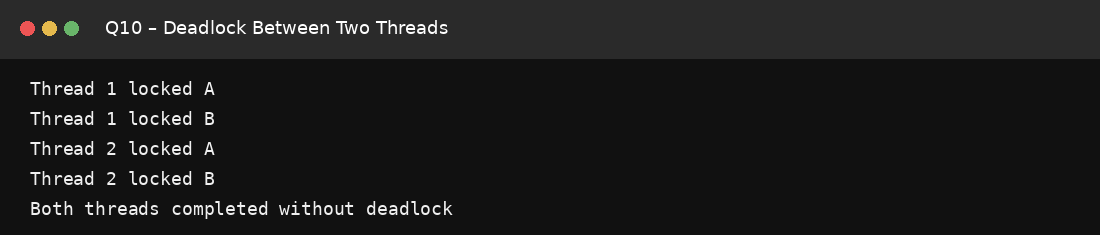 Q10 – Deadlock Between Two Threads
Thread 1 locked A
Thread 1 locked B
Thread 2 locked A
Thread 2 locked B
Both threads completed without deadlock